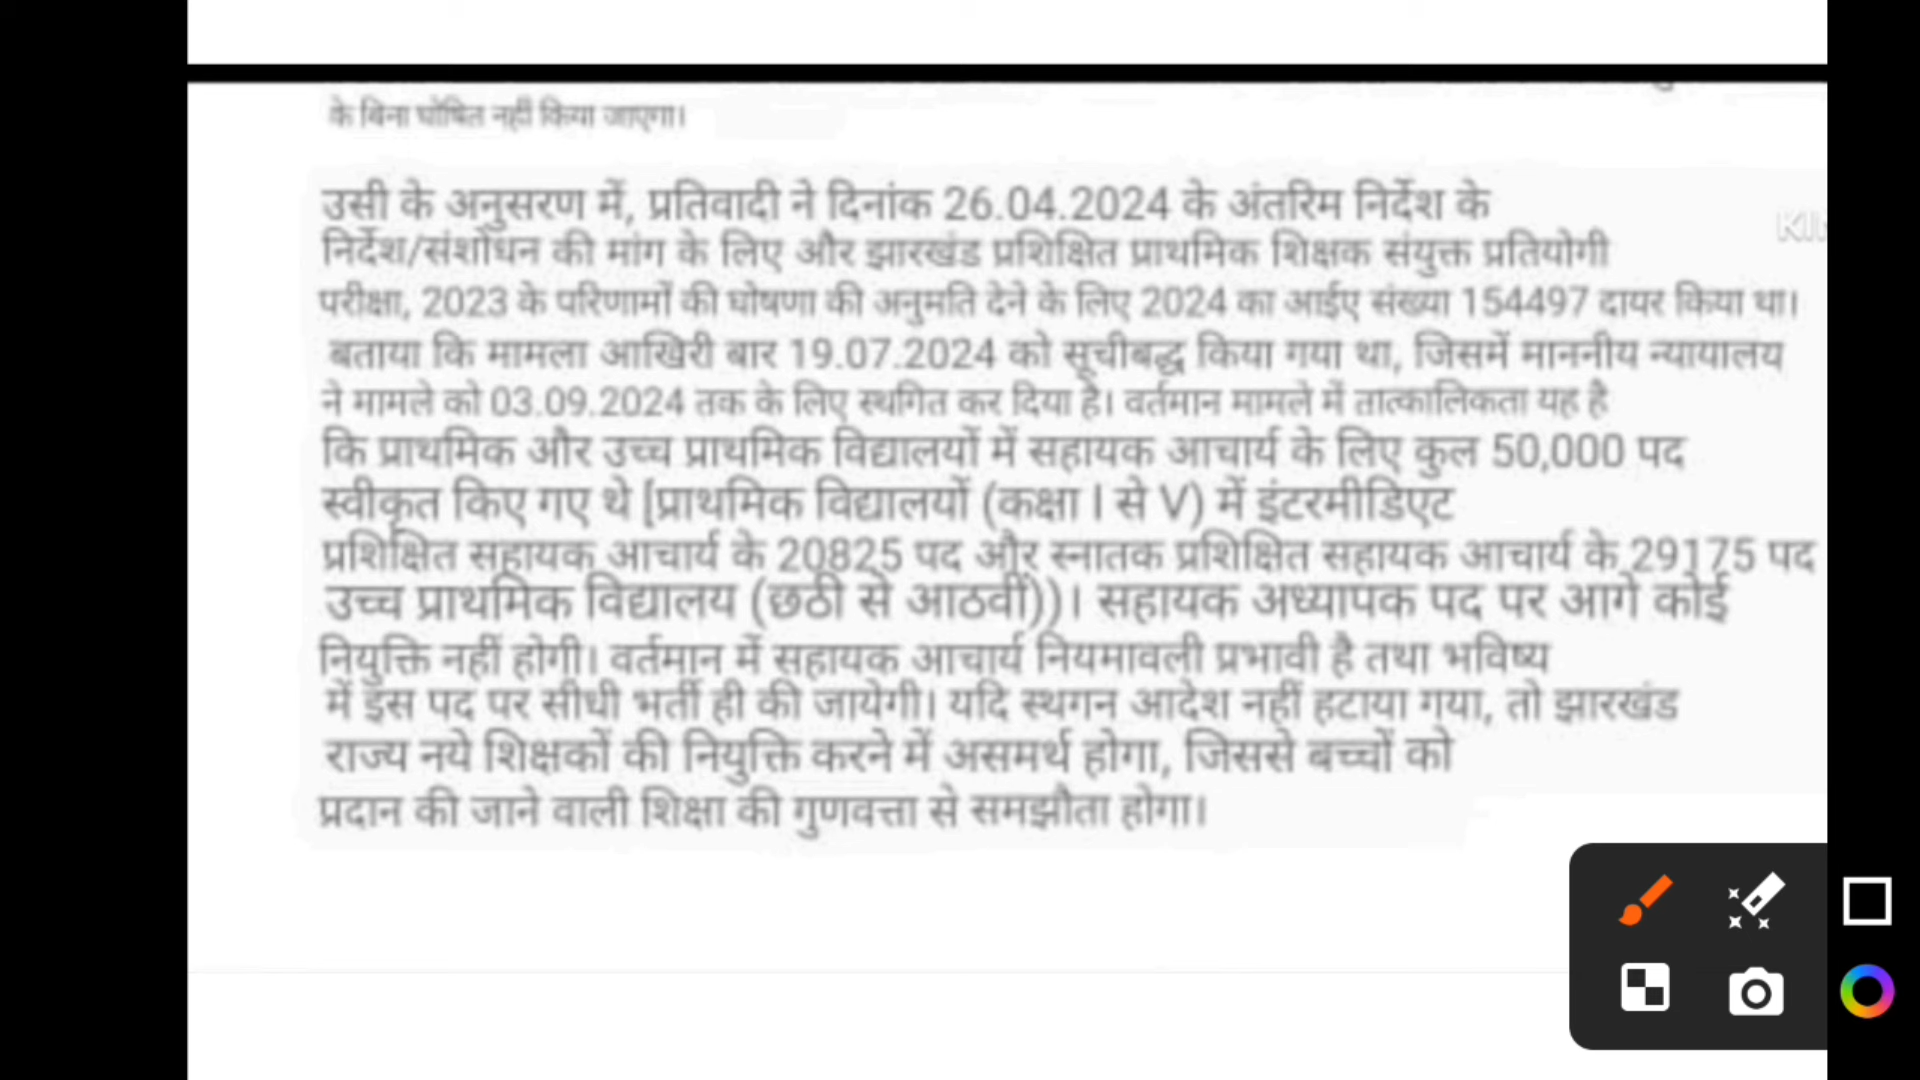 के बिना घोषित नहीं किया जाएगा।
उसी के अनुसरण में, प्रतिवादी ने दिनांक 26.04.2024 के अंतरिम निर्देश के
निर्देश/संशोधन की मांग के लिए और झारखंड प्रशिक्षित प्राथमिक शिक्षक संयुक्त प्रतियोगी
परीक्षा, 2023 के परिणामों की घोषणा की अनुमति देने के लिए 2024 का आईए संख्या 154497 दायर किया था।
बताया कि मामला आखिरी बार 19.07.2024 को सूचीबद्ध किया गया था, जिसमें माननीय न्यायालय
ने मामले को 03.09.2024 तक के लिए स्थगित कर दिया है। वर्तमान मामले में तात्कालिकता यह है
कि प्राथमिक और उच्च प्राथमिक विद्यालयों में सहायक आचार्य के लिए कुल 50,000 पद
स्वीकृत किए गए थे [प्राथमिक विद्यालयों (कक्षा I से V) में इंटरमीडिएट
प्रशिक्षित सहायक आचार्य के 20825 पद और स्नातक प्रशिक्षित सहायक आचार्य के 29175 पद
उच्च प्राथमिक विद्यालय (छठी से आठवीं))। सहायक अध्यापक पद पर आगे कोई
नियुक्ति नहीं होगी। वर्तमान में सहायक आचार्य नियमावली प्रभावी है तथा भविष्य
में इस पद पर सीधी भर्ती ही की जायेगी। यदि स्थगन आदेश नहीं हटाया गया, तो झारखंड
राज्य नये शिक्षकों की नियुक्ति करने में असमर्थ होगा, जिससे बच्चों को
प्रदान की जाने वाली शिक्षा की गुणवत्ता से समझौता होगा।